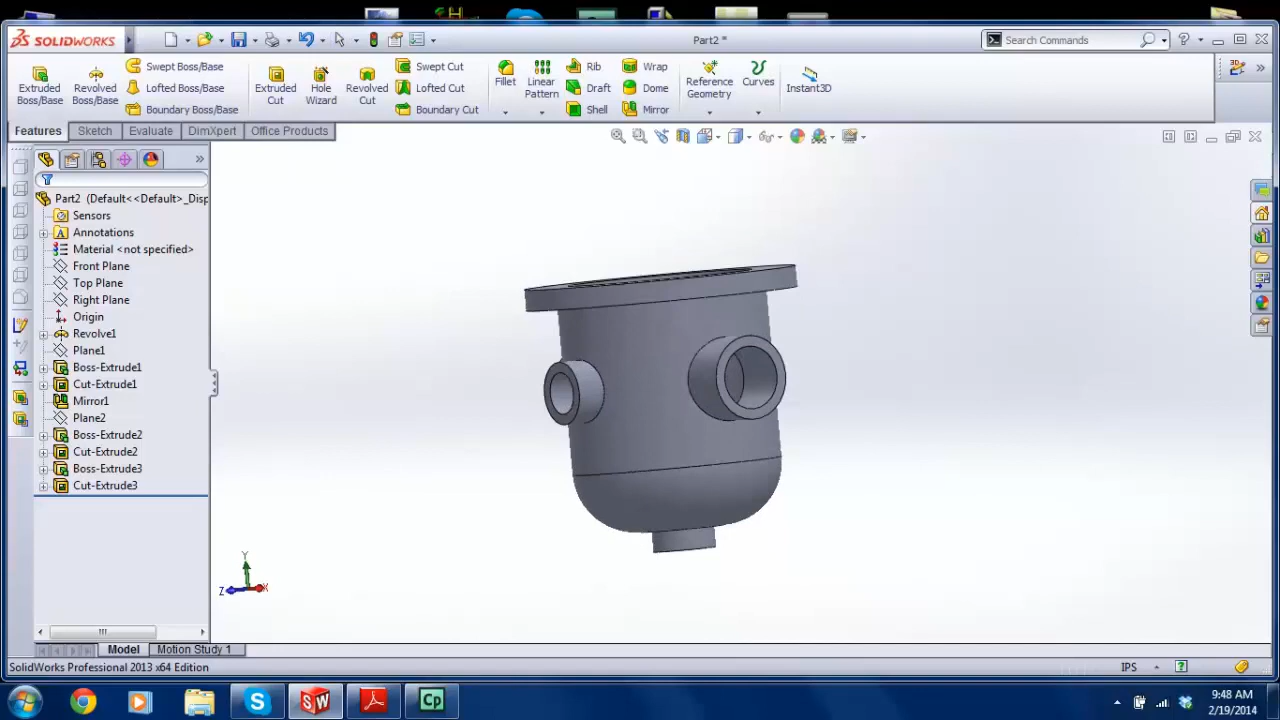 SOLIDWORKS
Part2 *
Search Commands
Extruded Boss/Base
Revolved Boss/Base
Swept Boss/Base
Lofted Boss/Base
Boundary Boss/Base
Extruded Cut
Hole Wizard
Revolved Cut
Swept Cut
Lofted Cut
Boundary Cut
Fillet
Linear Pattern
Rib
Draft
Shell
Wrap
Dome
Mirror
Reference Geometry
Curves
Instant3D
Features
Sketch
Evaluate
DimXpert
Office Products
Part2 (Default<<Default>_Disp
Sensors
Annotations
Material <not specified>
Front Plane
Top Plane
Right Plane
Origin
Revolve1
Plane1
Boss-Extrude1
Cut-Extrude1
Mirror1
Plane2
Boss-Extrude2
Cut-Extrude2
Boss-Extrude3
Cut-Extrude3
Y
Z
X
Model
Motion Study 1
SolidWorks Professional 2013 x64 Edition
IPS
9:48 AM
2/19/2014